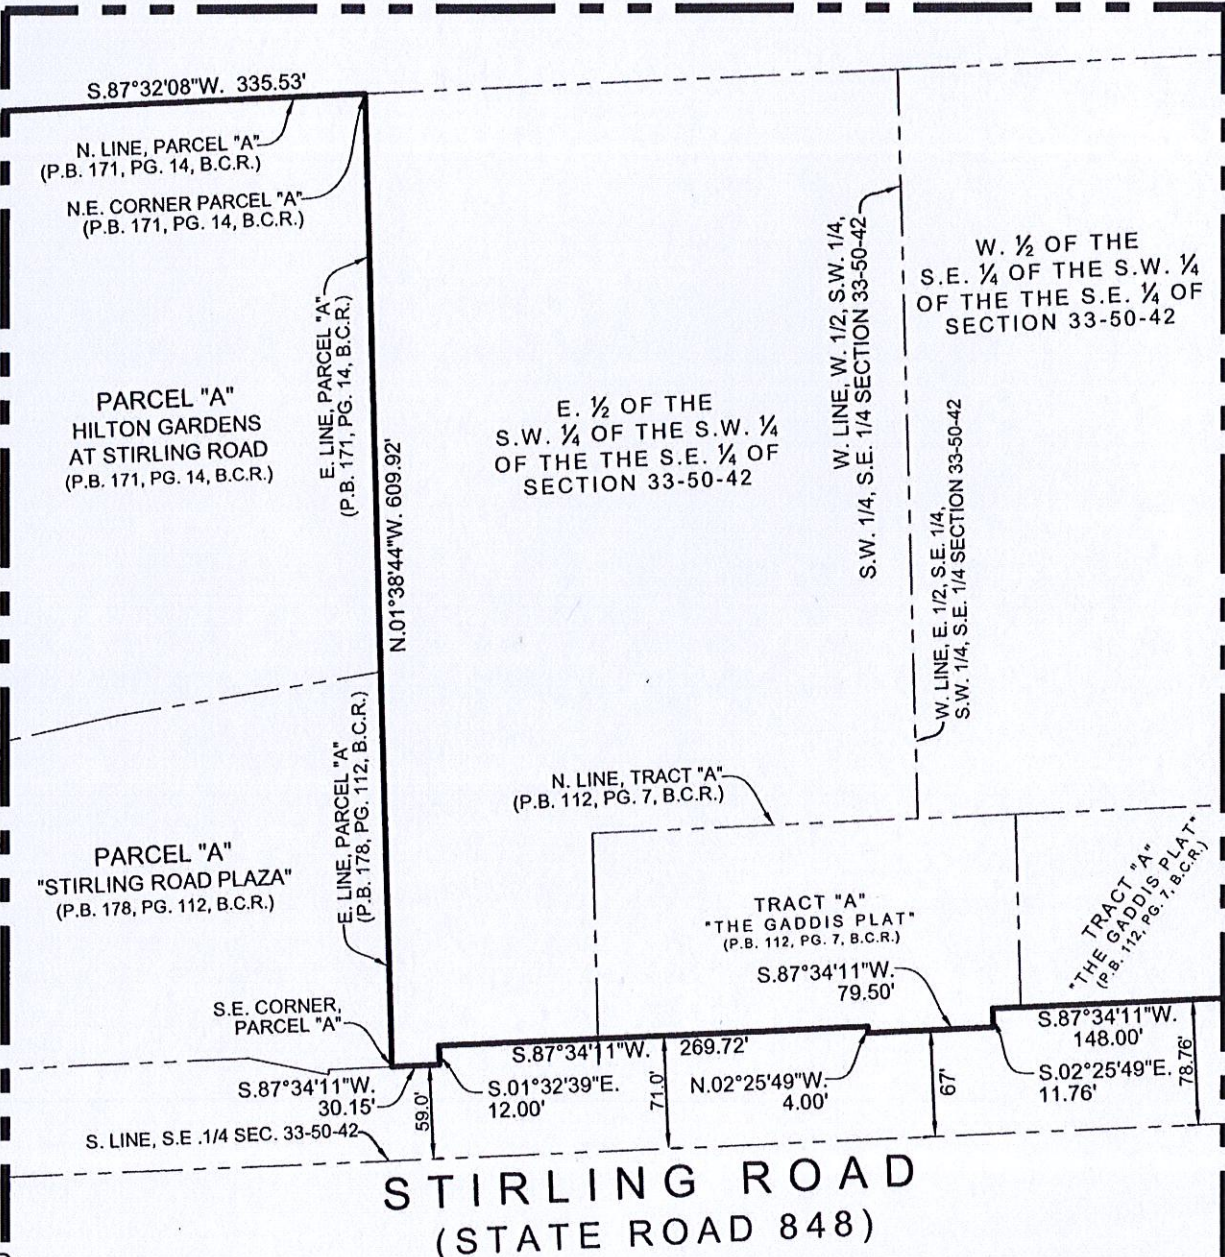 S.87°32'08"W. 335.53'
N. LINE, PARCEL "A"
(P.B. 171, PG. 14, B.C.R.)
N.E. CORNER PARCEL "A"
(P.B. 171, PG. 14, B.C.R.)
E. LINE, PARCEL "A"
(P.B. 171, PG. 14, B.C.R.)
W. LINE, W. 1/2, S.W. 1/4,
S.W. 1/4, S.E. 1/4 SECTION 33-50-42
W. ½ OF THE
S.E. ¼ OF THE S.W. ¼
OF THE THE S.E. ¼ OF
SECTION 33-50-42
PARCEL "A"
HILTON GARDENS
AT STIRLING ROAD
(P.B. 171, PG. 14, B.C.R.)
N.01°38'44"W. 609.92'
E. ½ OF THE
S.W. ¼ OF THE S.W. ¼
OF THE THE S.E. ¼ OF
SECTION 33-50-42
W. LINE, E. 1/2, S.E. 1/4,
S.W. 1/4, S.E. 1/4 SECTION 33-50-42
E. LINE, PARCEL "A"
(P.B. 178, PG. 112, B.C.R.)
N. LINE, TRACT "A"
(P.B. 112, PG. 7, B.C.R.)
PARCEL "A"
"STIRLING ROAD PLAZA"
(P.B. 178, PG. 112, B.C.R.)
TRACT "A"
"THE GADDIS PLAT"
(P.B. 112, PG. 7, B.C.R.)
TRACT "A"
"THE GADDIS PLAT"
(P.B. 112, PG. 7, B.C.R.)
S.87°34'11"W.
79.50'
S.E. CORNER,
PARCEL "A"
S.87°34'11"W. 269.72'
S.87°34'11"W.
148.00'
S.87°34'11"W.
30.15'
S.01°32'39"E.
12.00'
N.02°25'49"W.
4.00'
S.02°25'49"E.
11.76'
59.0'
71.0'
67'
78.76'
S. LINE, S.E .1/4 SEC. 33-50-42
STIRLING ROAD
(STATE ROAD 848)